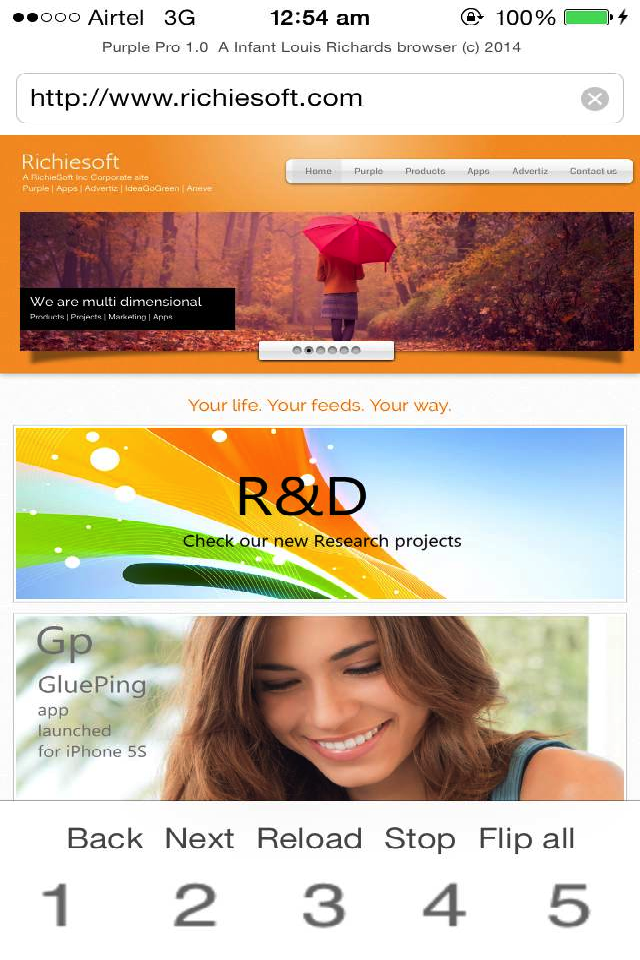 Airtel 3G 12:54 am 100%
Purple Pro 1.0 A Infant Louis Richards browser (c) 2014
http://www.richiesoft.com
Richiesoft
A RichieSoft Inc Corporate site
Purple | Apps | Advertiz | IdeaGoGreen | Aneve
Home Purple Products Apps Advertiz Contact us
We are multi dimensional
Products | Projects | Marketing | Apps
Your life. Your feeds. Your way.
R&D
Check our new Research projects
Gp
GluePing
app
launched
for iPhone 5S
Back Next Reload Stop Flip all
1 2 3 4 5